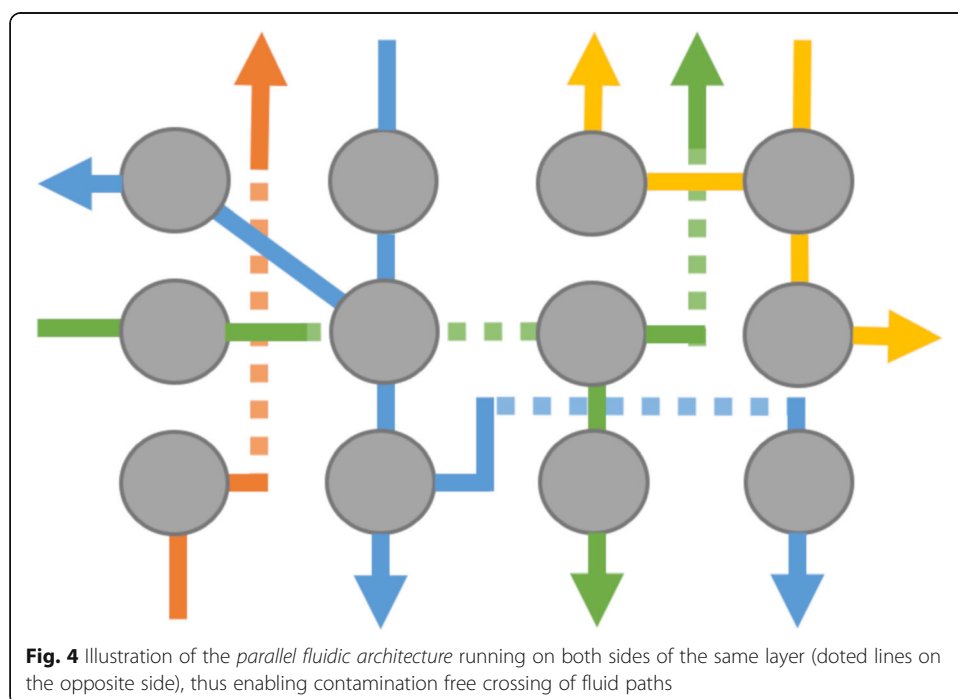 Fig. 4 Illustration of the parallel fluidic architecture running on both sides of the same layer (doted lines on
the opposite side), thus enabling contamination free crossing of fluid paths